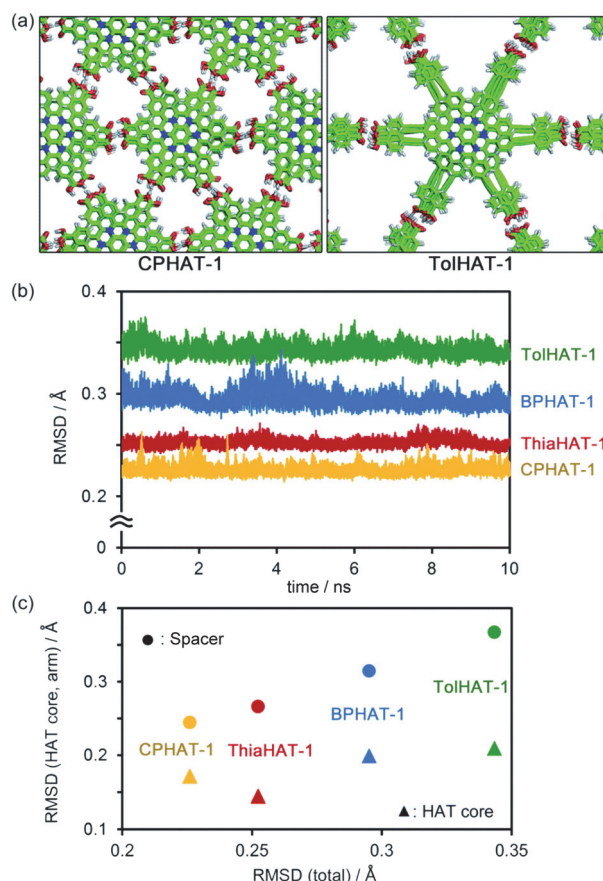 (a)
CPHAT-1
TolHAT-1
(b)
0.4
0.3
0.2
0
RMSD / Å
TolHAT-1
BPHAT-1
ThiaHAT-1
CPHAT-1
0
2
4
6
8
10
time / ns
(c)
0.4
0.3
0.2
0.1
RMSD (HAT core, arm) / Å
● : Spacer
TolHAT-1
BPHAT-1
CPHAT-1
ThiaHAT-1
▲: HAT core
0.2
0.25
0.3
0.35
RMSD (total) / Å